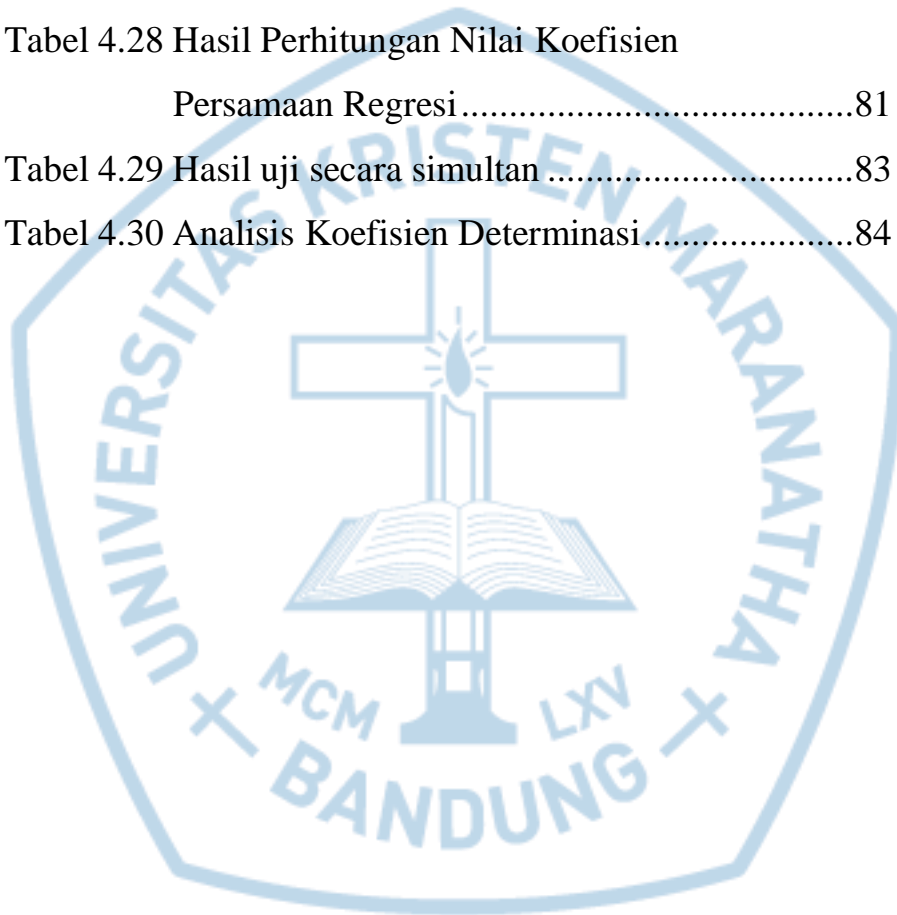 Tabel 4.28 Hasil Perhitungan Nilai Koefisien
Persamaan Regresi.........................................81
Tabel 4.29 Hasil uji secara simultan................................83
Tabel 4.30 Analisis Koefisien Determinasi......................84
UNIVERSITAS KRISTEN MARANATHA
MCM LXV
BANDUNG